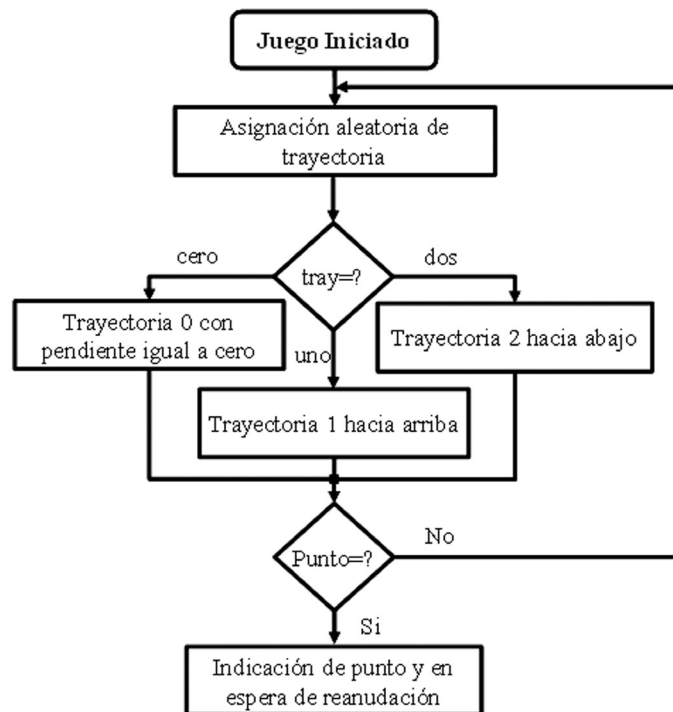 Juego Iniciado
Asignación aleatoria de
trayectoria
cero
tray=?
dos
Trayectoria 0 con
pendiente igual a cero
uno
Trayectoria 2 hacia abajo
Trayectoria 1 hacia arriba
Punto=?
No
Si
Indicación de punto y en
espera de reanudación